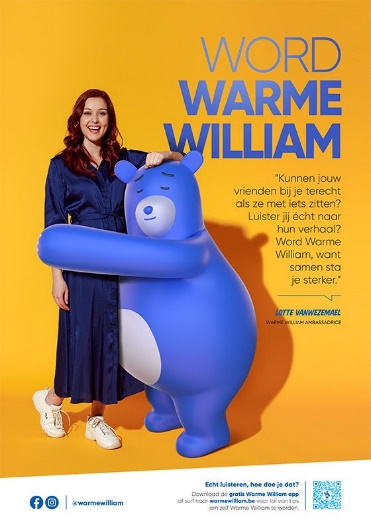 WORD
WARME
WILLIAM
"Kunnen jouw
vrienden bij je terecht
als ze met iets zitten?
Luister jij écht naar
hun verhaal?
Word Warme
William, want
samen sta
je sterker."
LOTTE VANWEZEMAEL
WARME WILLIAM AMBASSADRICE
@warmewilliam
Echt luisteren, hoe doe je dat?
Download de gratis Warme William app
of surf naar warmewilliam.be voor tal van tips
om zelf Warme William te worden.